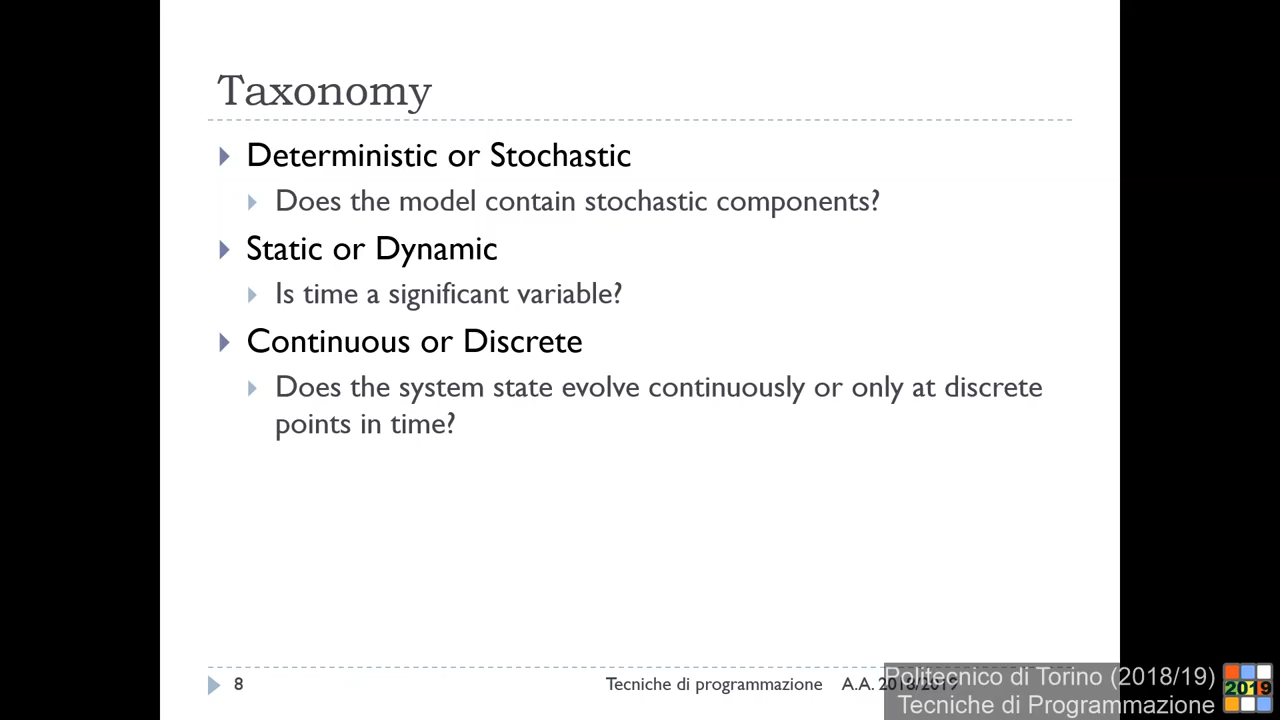 Taxonomy
Deterministic or Stochastic
Does the model contain stochastic components?
Static or Dynamic
Is time a significant variable?
Continuous or Discrete
Does the system state evolve continuously or only at discrete
points in time?
8
Tecniche di programmazione
A.A. 2018/2019
Politecnico di Torino (2018/19)
Tecniche di Programmazione
2019